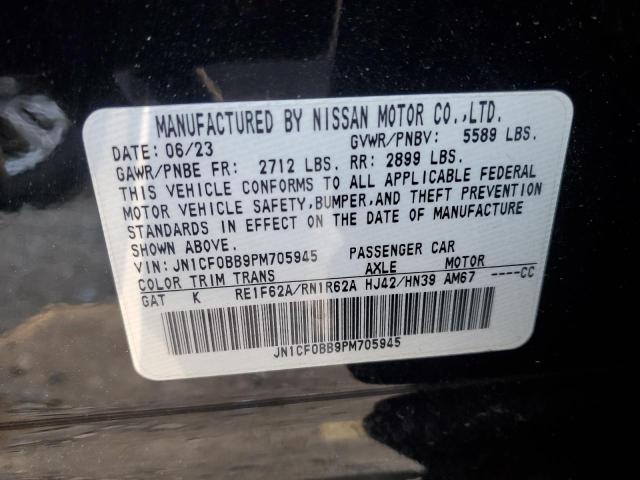 MANUFACTURED BY NISSAN MOTOR CO.,LTD.
DATE: 06/23 GVWR/PNBV: 5589 LBS.
GAWR/PNBE FR: 2712 LBS. RR: 2899 LBS.
THIS VEHICLE CONFORMS TO ALL APPLICABLE FEDERAL
MOTOR VEHICLE SAFETY,BUMPER,AND THEFT PREVENTION
STANDARDS IN EFFECT ON THE DATE OF MANUFACTURE
SHOWN ABOVE.
VIN: JN1CF0BB9PM705945 PASSENGER CAR
COLOR TRIM TRANS AXLE MOTOR
GAT K RE1F62A/RN1R62A HJ42/HN39 AM67 ----CC
JN1CF0BB9PM705945